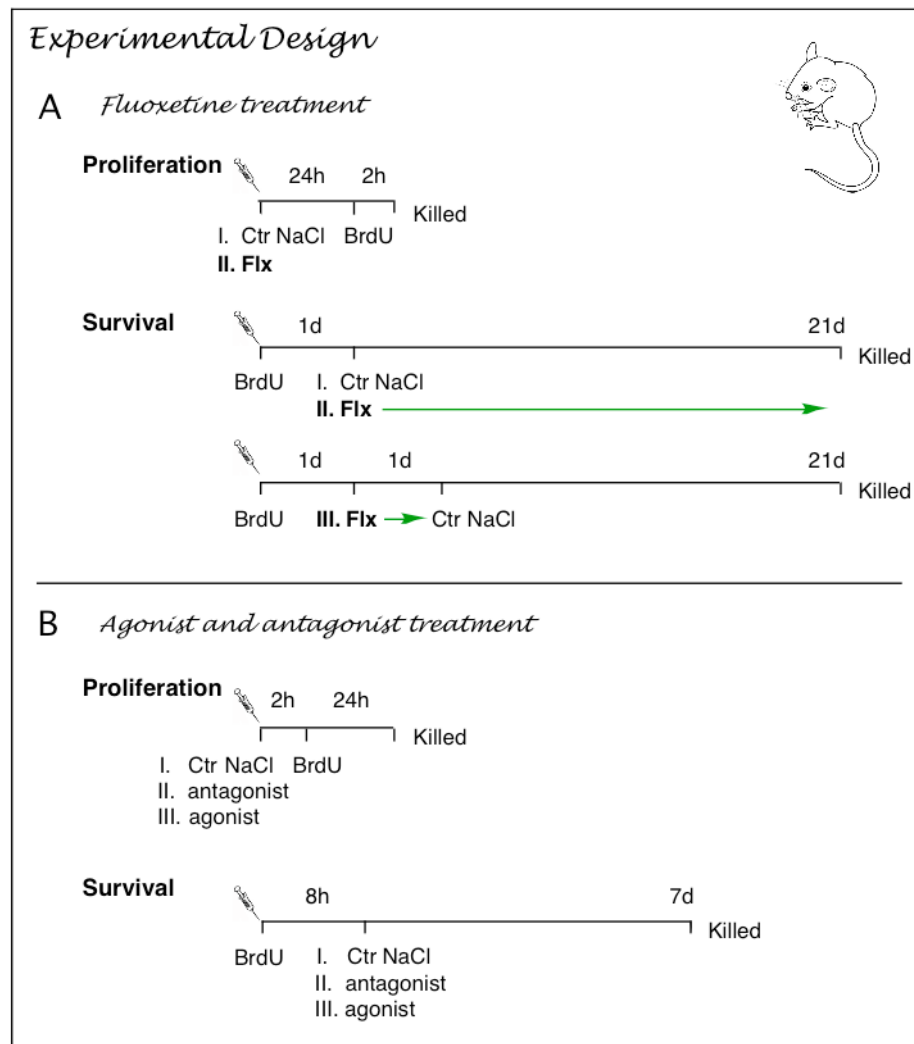 Experimental Design
A Fluoxetine treatment
Proliferation
24h 2h
Killed
I. Ctr NaCl BrdU
II. Flx
Survival
1d 21d
Killed
BrdU I. Ctr NaCl
II. Flx
1d 1d 21d
Killed
BrdU III. Flx Ctr NaCl
B Agonist and antagonist treatment
Proliferation
2h 24h
Killed
I. Ctr NaCl BrdU
II. antagonist
III. agonist
Survival
8h 7d
Killed
BrdU I. Ctr NaCl
II. antagonist
III. agonist